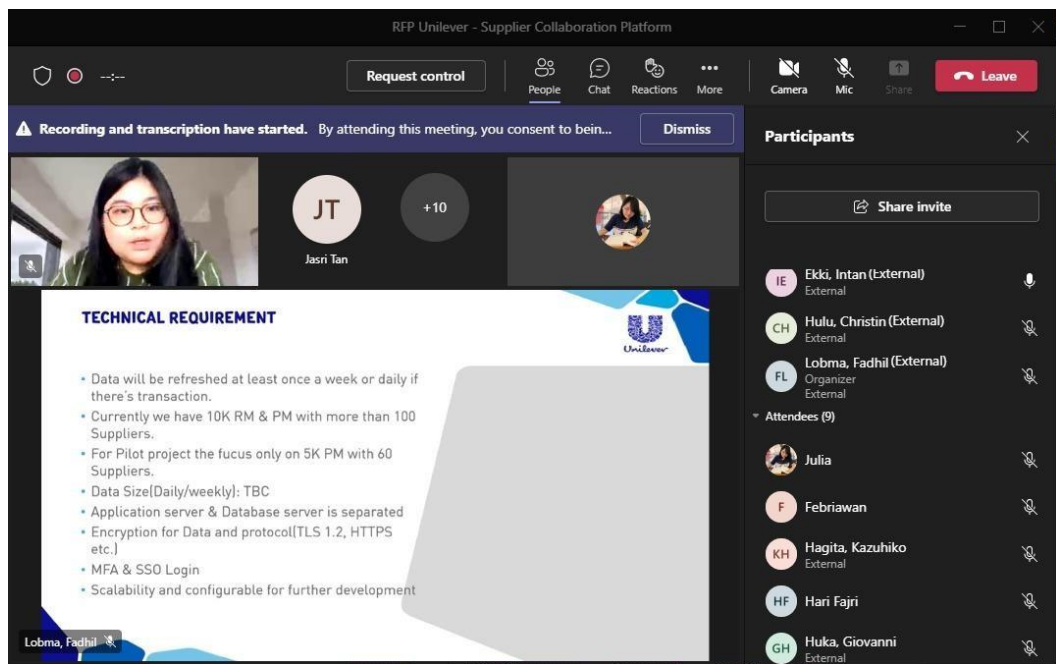 RFP Unilever - Supplier Collaboration Platform
--:--
Request control
People
Chat
Reactions
More
Camera
Mic
Share
Leave
Recording and transcription have started. By attending this meeting, you consent to bein...
Dismiss
JT
Jasri Tan
+10
TECHNICAL REQUIREMENT
U
Unilever
• Data will be refreshed at least once a week or daily if
there's transaction.
• Currently we have 10K RM & PM with more than 100
Suppliers.
• For Pilot project the fucus only on 5K PM with 60
Suppliers.
• Data Size(Daily/weekly): TBC
• Application server & Database server is separated
• Encryption for Data and protocol(TLS 1.2, HTTPS
etc.)
• MFA & SSO Login
• Scalability and configurable for further development
Lobma, Fadhil
Participants
Share invite
IE
Ekki, Intan (External)
External
CH
Hulu, Christin (External)
External
FL
Lobma, Fadhil (External)
Organizer
External
Attendees (9)
Julia
F
Febriawan
KH
Hagita, Kazuhiko
External
HF
Hari Fajri
GH
Huka, Giovanni
External